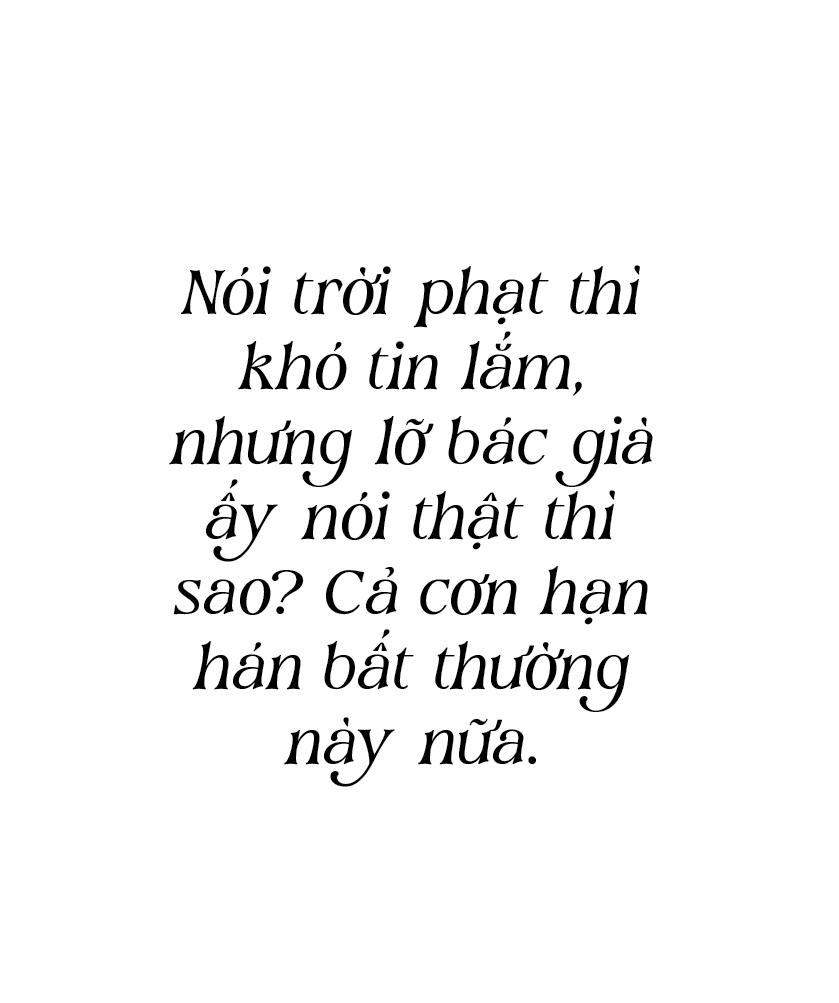 Nói trời phạt thì
khó tin lắm,
nhưng lỡ bác già
ấy nói thật thì
sao? Cả cơn hạn
hán bất thường
này nữa.